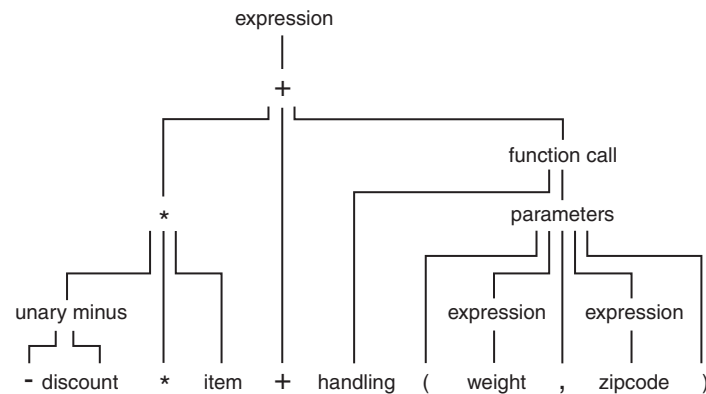 expression
+
function call
* parameters
unary minus expression expression
- discount * item + handling ( weight , zipcode )